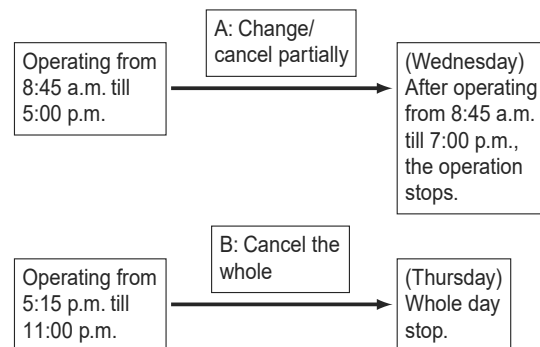 A: Change/
cancel partially
Operating from
8:45 a.m. till
5:00 p.m.
(Wednesday)
After operating
from 8:45 a.m.
till 7:00 p.m.,
the operation
stops.
B: Cancel the
whole
Operating from
5:15 p.m. till
11:00 p.m.
(Thursday)
Whole day
stop.